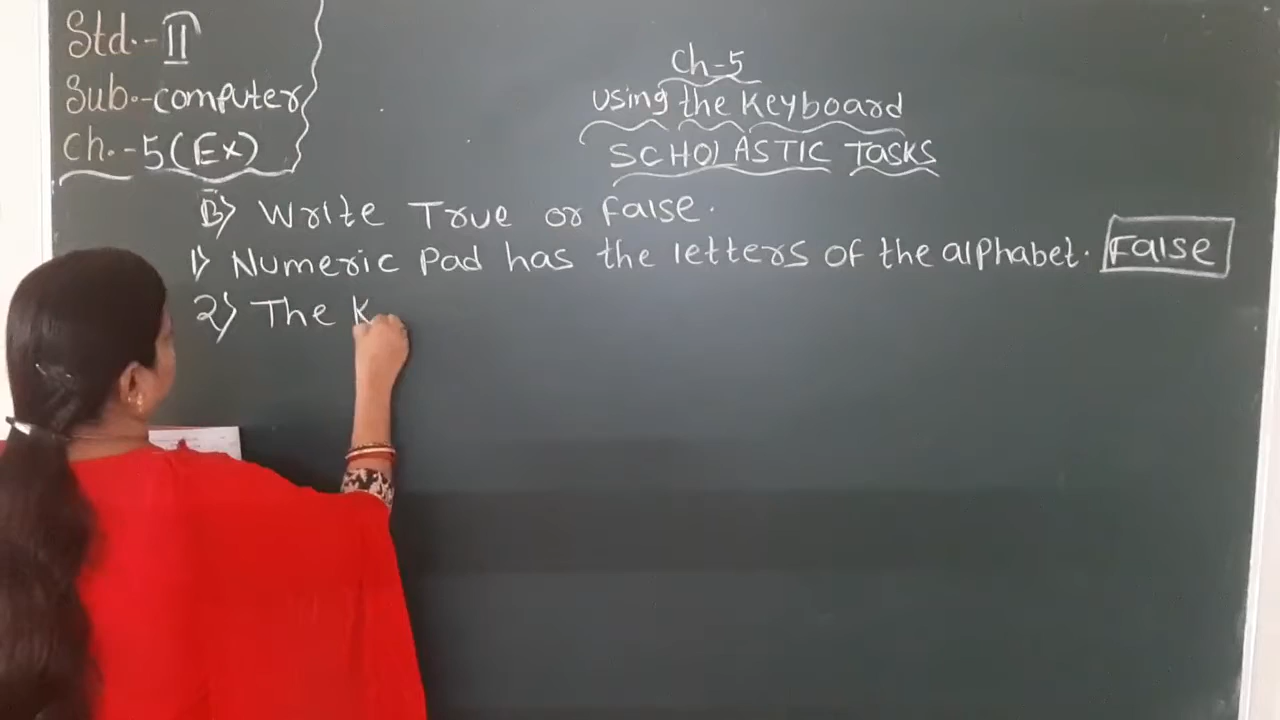 Std.-II
Sub.-computer
Ch.-5(Ex)
Ch-5
Using the Keyboard
SCHOLASTIC TASKS
B) Write True or False.
1) Numeric Pad has the letters of the alphabet. False
2) The K